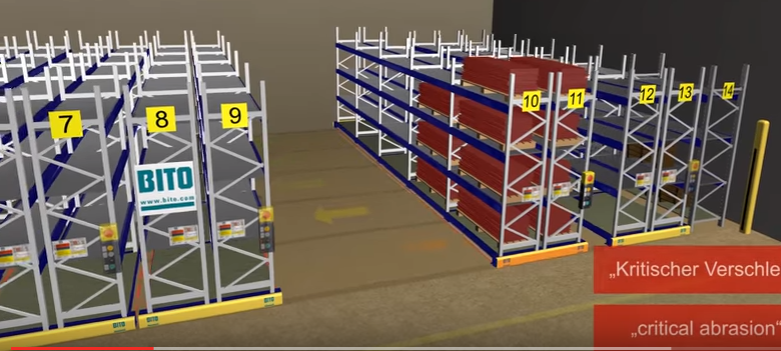 7
8
9
10
11
12
13
14
BITO
www.bito.com
„Kritischer Verschle
„critical abrasion“